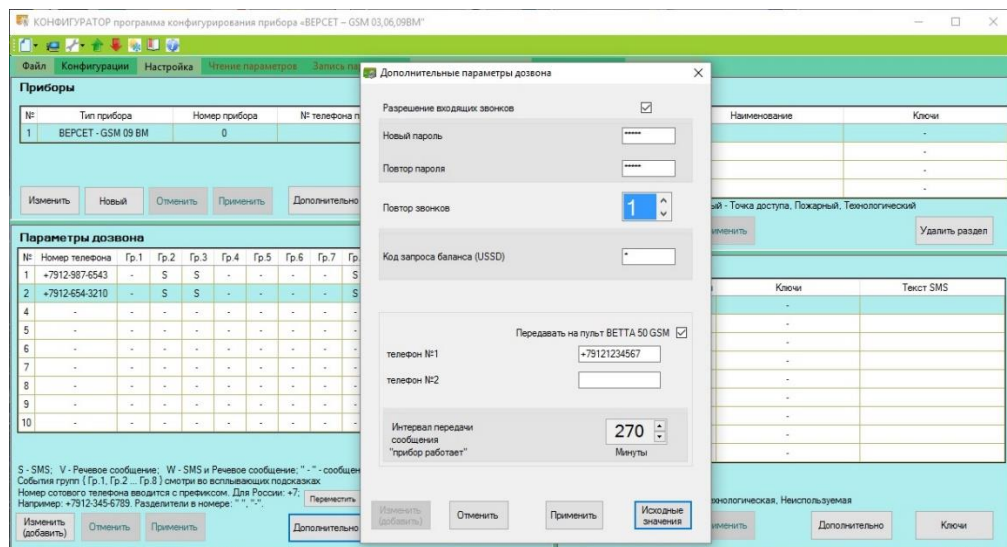 КОНФИГУРАТОР программа конфигурирования прибора «ВЕРСЕТ – GSM 03,06,09ВМ"
Файл Конфигурации Настройка Чтение параметров Запись
Приборы
№ Тип прибора Номер прибора № телефона
1 ВЕРСЕТ - GSM 09 ВМ 0
Изменить Новый Отменить Применить Дополнительно
Параметры дозвона
№ Номер телефона Гр.1 Гр.2 Гр.3 Гр.4 Гр.5 Гр.6 Гр.7 Гр.
1 +7912-987-6543 - S S - - - - S
2 +7912-654-3210 - S S - - - - S
4 - - - - - - - - -
5 - - - - - - - - -
6 - - - - - - - - -
7 - - - - - - - - -
8 - - - - - - - - -
9 - - - - - - - - -
10 - - - - - - - - -
S - SMS; V - Речевое сообщение; W - SMS и Речевое сообщение; " - " - сообщен
События групп { Гр.1, Гр.2 ... Гр.8 } смотри во всплывающих подсказках
Номер сотового телефона вводится с префиксом. Для России: +7;
Например: +7912-345-6789. Разделители в номере: " ", "-".
Переместить
Изменить (добавить) Отменить Применить Дополнительно
Дополнительные параметры дозвона
Разрешение входящих звонков
Новый пароль *****
Повтор пароля *****
Повтор звонков 1
Код запроса баланса (USSD) *
Передавать на пульт BETTA 50 GSM
телефон №1 +79121234567
телефон №2
Интервал передачи
сообщения
"прибор работает"
270
Минуты
Изменить (добавить) Отменить Применить Исходные значения
Наименование Ключи
-
-
-
-
ый - Точка доступа, Пожарный, Технологический
именить Удалить раздел
Ключи Текст SMS
-
-
-
-
-
-
-
-
хнологическая, Неиспользуемая
именить Дополнительно Ключи